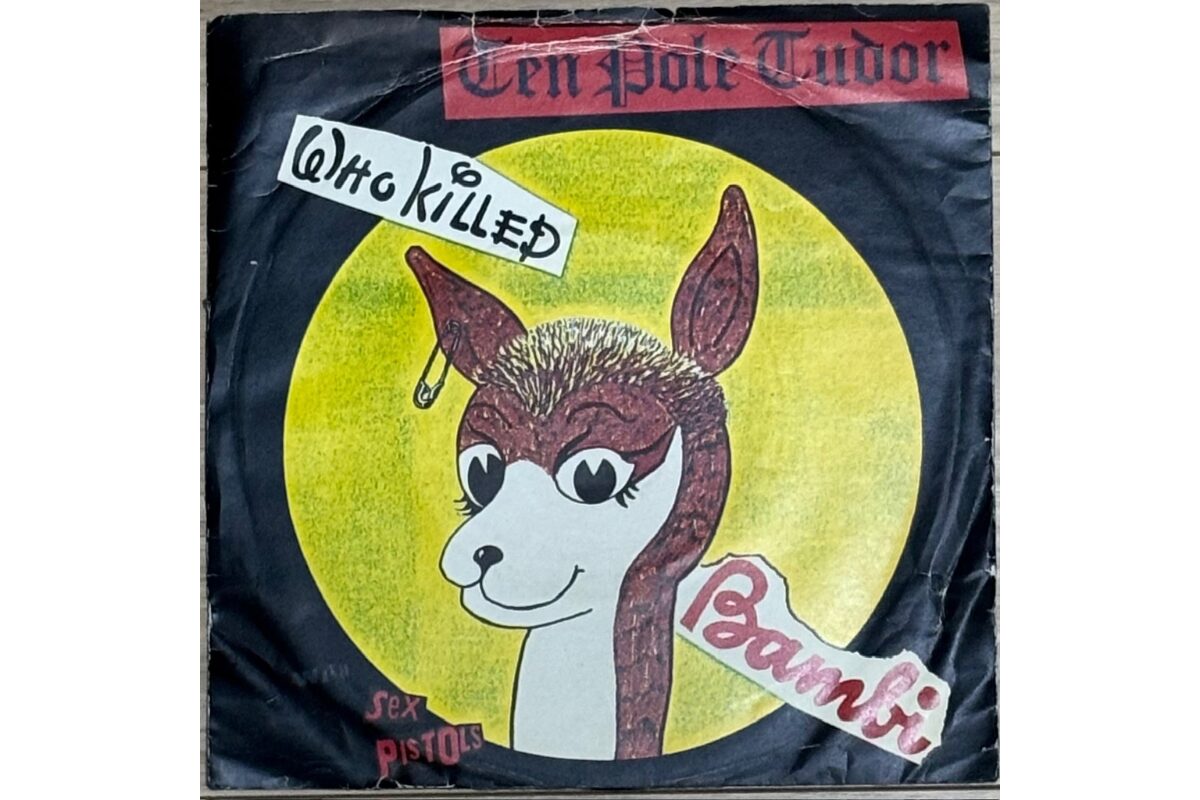 Ten Pole Tudor
WHO KiLLED
Bambi
sex
PISTOLS